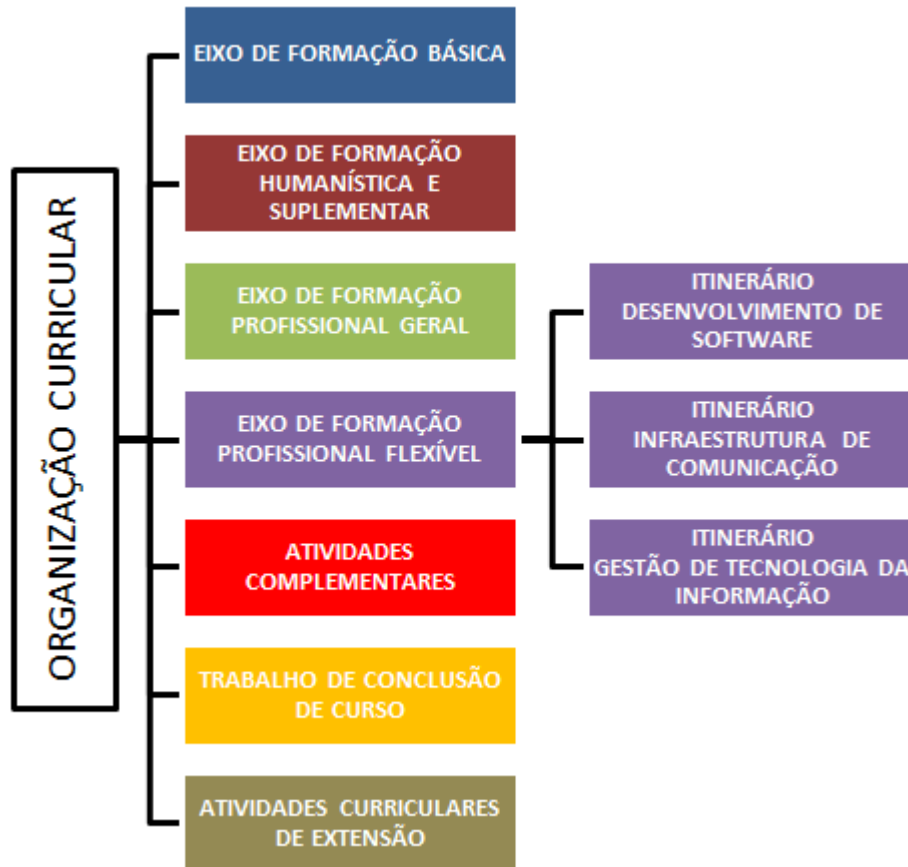 ORGANIZAÇÃO CURRICULAR
EIXO DE FORMAÇÃO BÁSICA
EIXO DE FORMAÇÃO
HUMANÍSTICA E
SUPLEMENTAR
EIXO DE FORMAÇÃO
PROFISSIONAL GERAL
EIXO DE FORMAÇÃO
PROFISSIONAL FLEXÍVEL
ITINERÁRIO
DESENVOLVIMENTO DE
SOFTWARE
ITINERÁRIO
INFRAESTRUTURA DE
COMUNICAÇÃO
ITINERÁRIO
GESTÃO DE TECNOLOGIA DA
INFORMAÇÃO
ATIVIDADES
COMPLEMENTARES
TRABALHO DE CONCLUSÃO
DE CURSO
ATIVIDADES CURRICULARES
DE EXTENSÃO